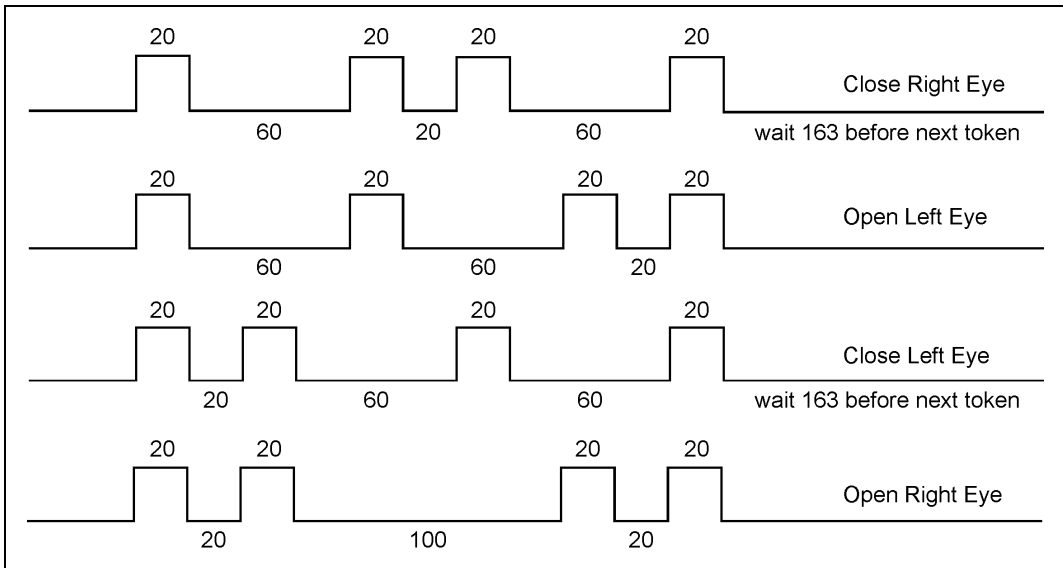 20 20 20 20
Close Right Eye
60 20 60 wait 163 before next token
20 20 20 20
Open Left Eye
60 60 20
20 20 20 20
Close Left Eye
20 60 60 wait 163 before next token
20 20 20 20
Open Right Eye
20 100 20